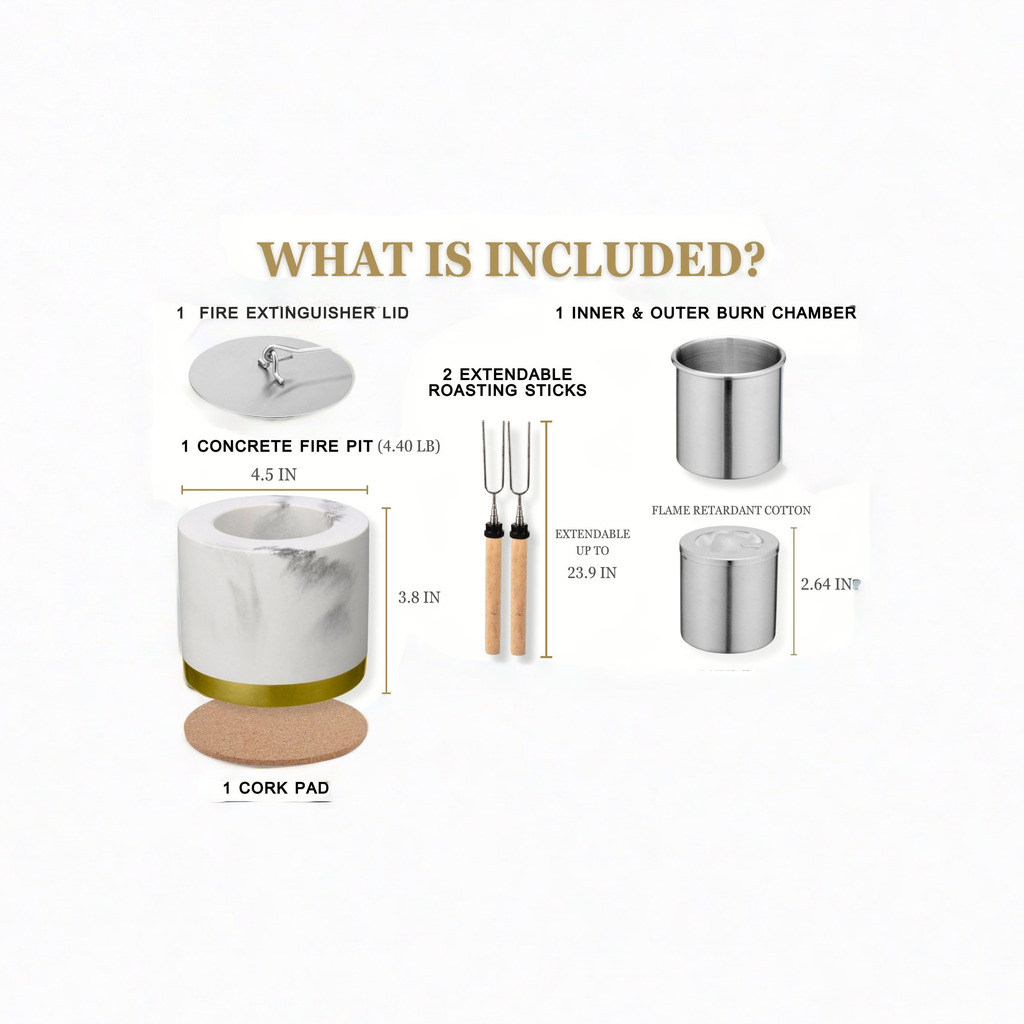 WHAT IS INCLUDED?
1 FIRE EXTINGUISHER LID
1 INNER & OUTER BURN CHAMBER
2 EXTENDABLE
ROASTING STICKS
1 CONCRETE FIRE PIT (4.40 LB)
4.5 IN
3.8 IN
EXTENDABLE
UP TO
23.9 IN
FLAME RETARDANT COTTON
2.64 IN
1 CORK PAD